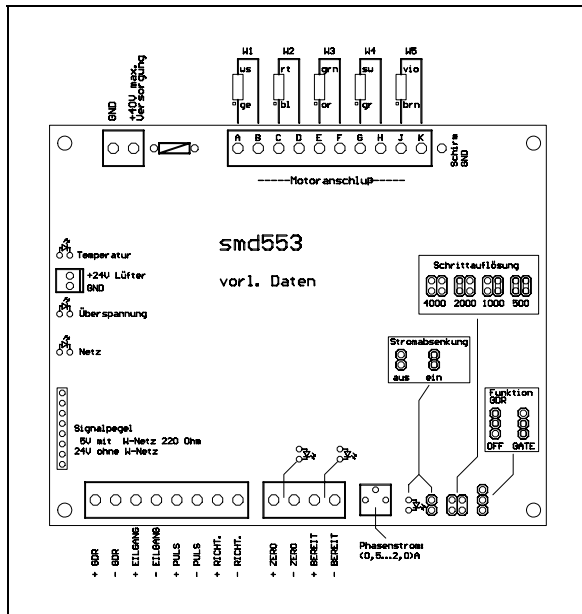 W1 W2 W3 W4 W5
ws rt grn sw vio
ge bl or gr brn
GND
+40V max.
Versorgung
A B C D E F G H J K
Schirm
GND
-----Motoranschluß-----
smd553
vorl. Daten
Temperatur
+24V Lüfter
GND
Überspannung
Netz
Schrittauflösung
4000 2000 1000 500
Stromabsenkung
aus ein
Funktion
GDR
OFF GATE
Signalpegel
5V mit W-Netz 220 Ohm
24V ohne W-Netz
+ GDR
- GDR
+ EILGANG
- EILGANG
+ PULS
- PULS
+ RICHT.
- RICHT.
+ ZERO
- ZERO
+ BEREIT
- BEREIT
Phasenstrom:
(0,5...2,0)A